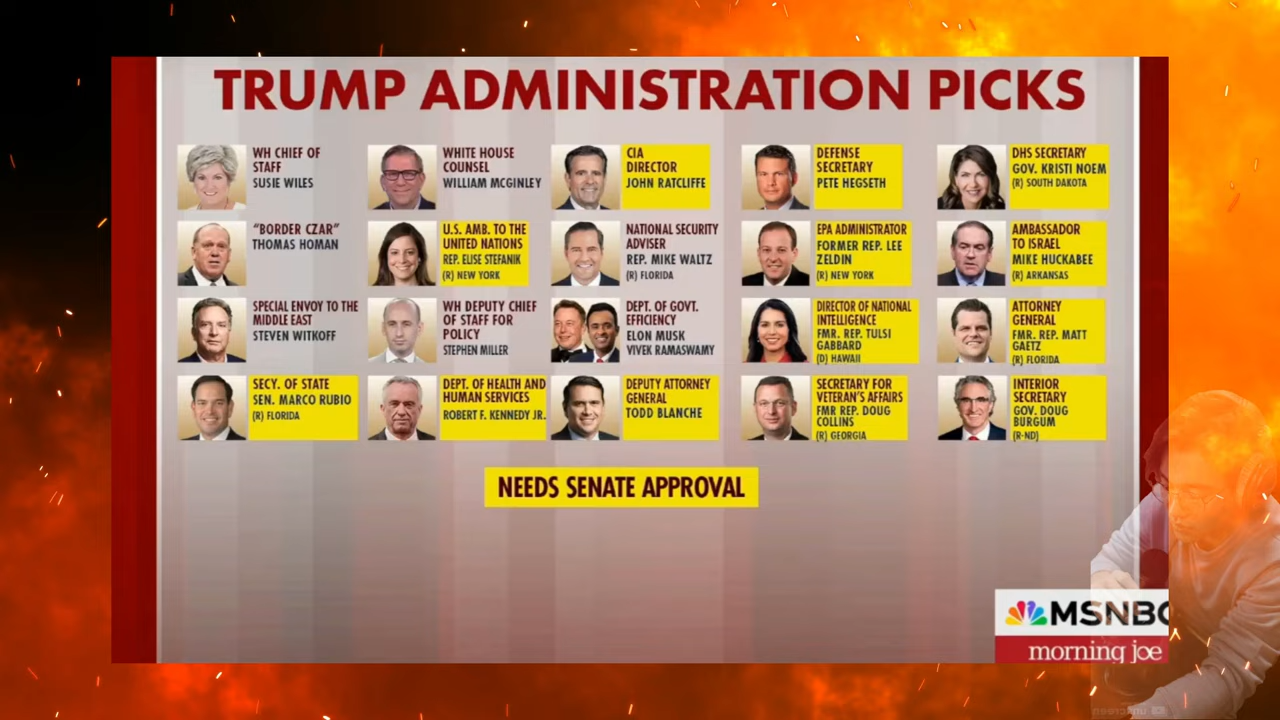 TRUMP ADMINISTRATION PICKS
WH CHIEF OF
STAFF
SUSIE WILES
WHITE HOUSE
COUNSEL
WILLIAM MCGINLEY
CIA
DIRECTOR
JOHN RATCLIFFE
DEFENSE
SECRETARY
PETE HEGSETH
DHS SECRETARY
GOV. KRISTI NOEM
(R) SOUTH DAKOTA
"BORDER CZAR"
THOMAS HOMAN
U.S. AMB. TO THE
UNITED NATIONS
REP. ELISE STEFANIK
(R) NEW YORK
NATIONAL SECURITY
ADVISER
REP. MIKE WALTZ
(R) FLORIDA
EPA ADMINISTRATOR
FORMER REP. LEE
ZELDIN
(R) NEW YORK
AMBASSADOR
TO ISRAEL
MIKE HUCKABEE
(R) ARKANSAS
SPECIAL ENVOY TO THE
MIDDLE EAST
STEVEN WITKOFF
WH DEPUTY CHIEF
OF STAFF FOR
POLICY
STEPHEN MILLER
DEPT. OF GOVT.
EFFICIENCY
ELON MUSK
VIVEK RAMASWAMY
DIRECTOR OF NATIONAL
INTELLIGENCE
FMR. REP. TULSI
GABBARD
(D) HAWAII
ATTORNEY
GENERAL
FMR. REP. MATT
GAETZ
(R) FLORIDA
SECY. OF STATE
SEN. MARCO RUBIO
(R) FLORIDA
DEPT. OF HEALTH AND
HUMAN SERVICES
ROBERT F. KENNEDY JR.
DEPUTY ATTORNEY
GENERAL
TODD BLANCHE
SECRETARY FOR
VETERAN'S AFFAIRS
FMR REP. DOUG
COLLINS
(R) GEORGIA
INTERIOR
SECRETARY
GOV. DOUG
BURGUM
(R-ND)
NEEDS SENATE APPROVAL
MSNBC
morning joe